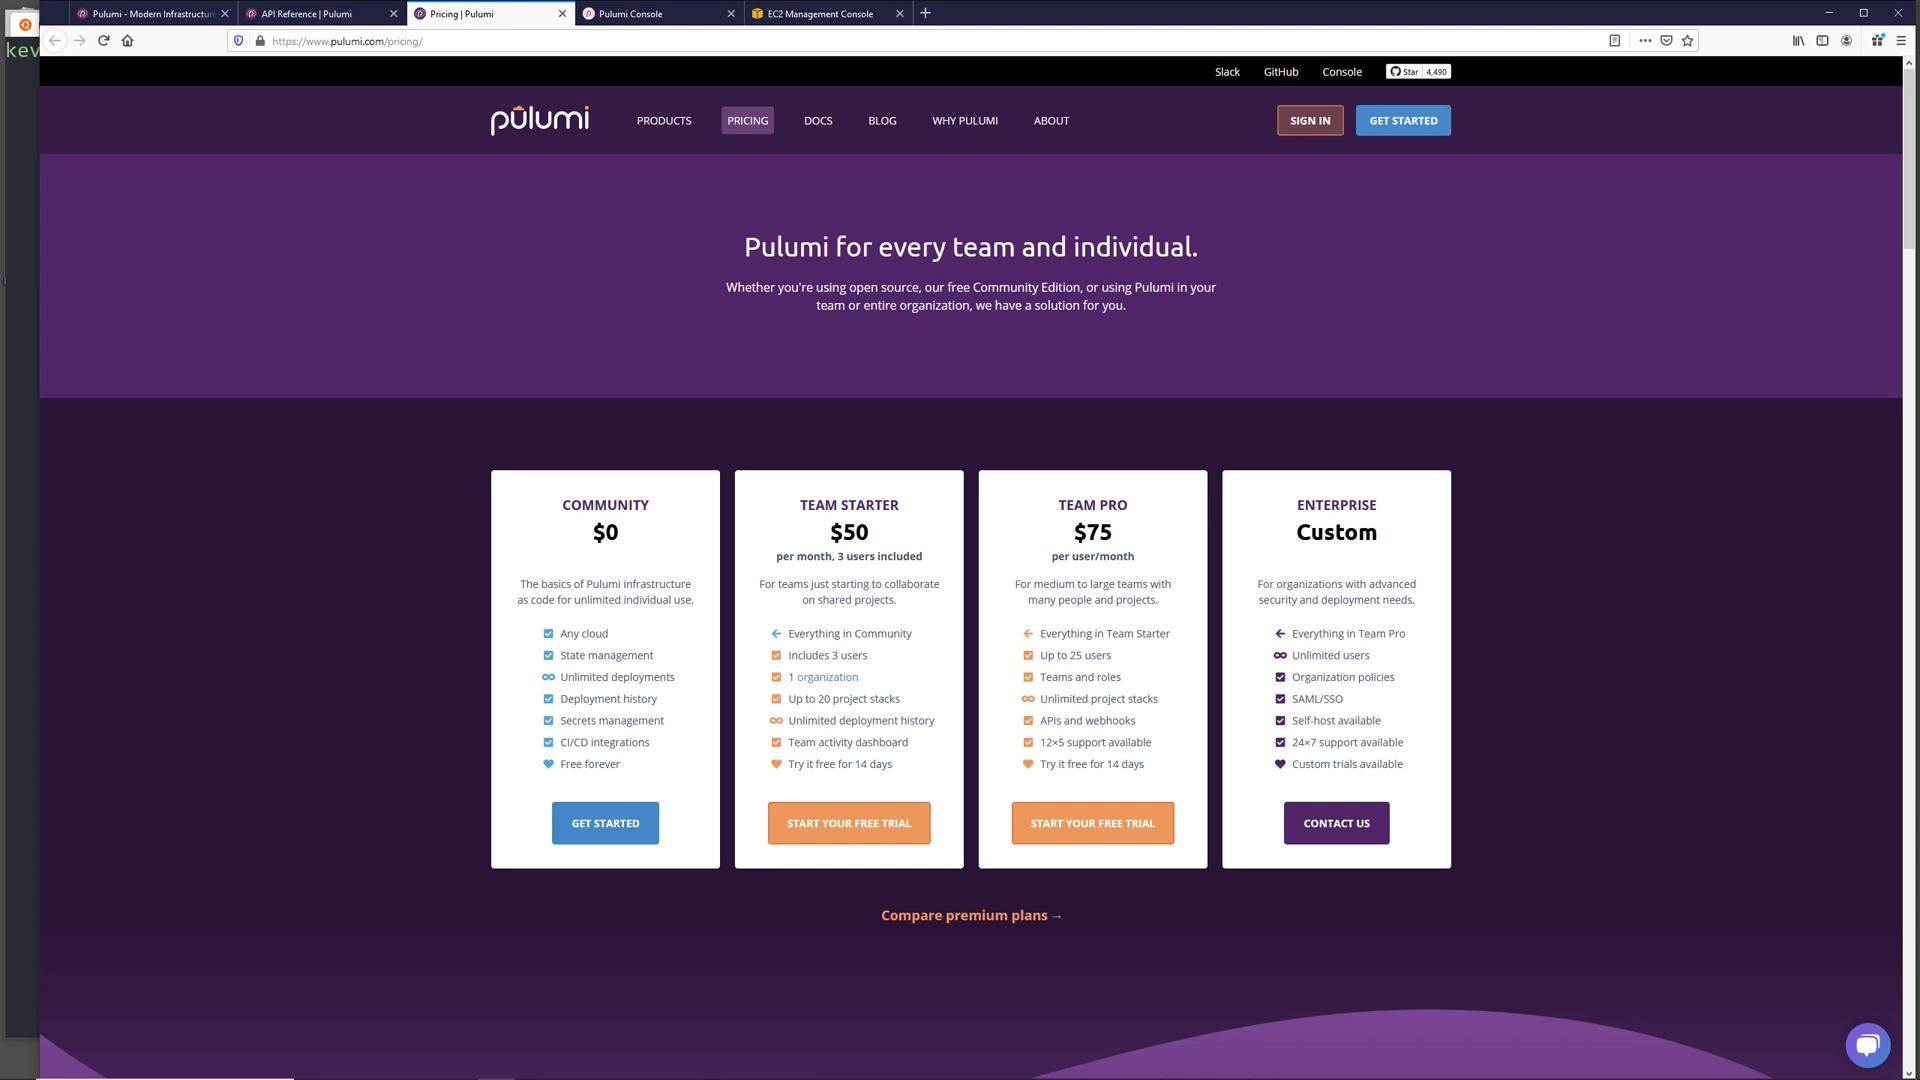 Pulumi - Modern Infrastructure
API Reference | Pulumi
Pricing | Pulumi
Pulumi Console
EC2 Management Console
kev
https://www.pulumi.com/pricing/
Slack
GitHub
Console
Star
4,490
pulumi
PRODUCTS
PRICING
DOCS
BLOG
WHY PULUMI
ABOUT
SIGN IN
GET STARTED
Pulumi for every team and individual.
Whether you're using open source, our free Community Edition, or using Pulumi in your
team or entire organization, we have a solution for you.
COMMUNITY
$0
The basics of Pulumi infrastructure
as code for unlimited individual use.
Any cloud
State management
Unlimited deployments
Deployment history
Secrets management
CI/CD integrations
Free forever
GET STARTED
TEAM STARTER
$50
per month, 3 users included
For teams just starting to collaborate
on shared projects.
Everything in Community
Includes 3 users
1 organization
Up to 20 project stacks
Unlimited deployment history
Team activity dashboard
Try it free for 14 days
START YOUR FREE TRIAL
TEAM PRO
$75
per user/month
For medium to large teams with
many people and projects.
Everything in Team Starter
Up to 25 users
Teams and roles
Unlimited project stacks
APIs and webhooks
12×5 support available
Try it free for 14 days
START YOUR FREE TRIAL
ENTERPRISE
Custom
For organizations with advanced
security and deployment needs.
Everything in Team Pro
Unlimited users
Organization policies
SAML/SSO
Self-host available
24×7 support available
Custom trials available
CONTACT US
Compare premium plans →